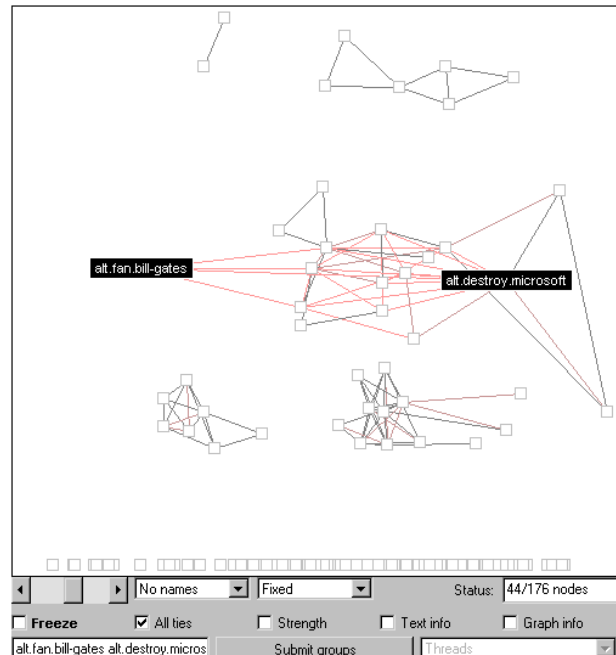 alt.fan.bill-gates
alt.destroy.microsoft
No names Fixed Status: 44/176 nodes
Freeze All ties Strength Text info Graph info
alt.fan.bill-gates alt.destroy.micros Submit groups Threads